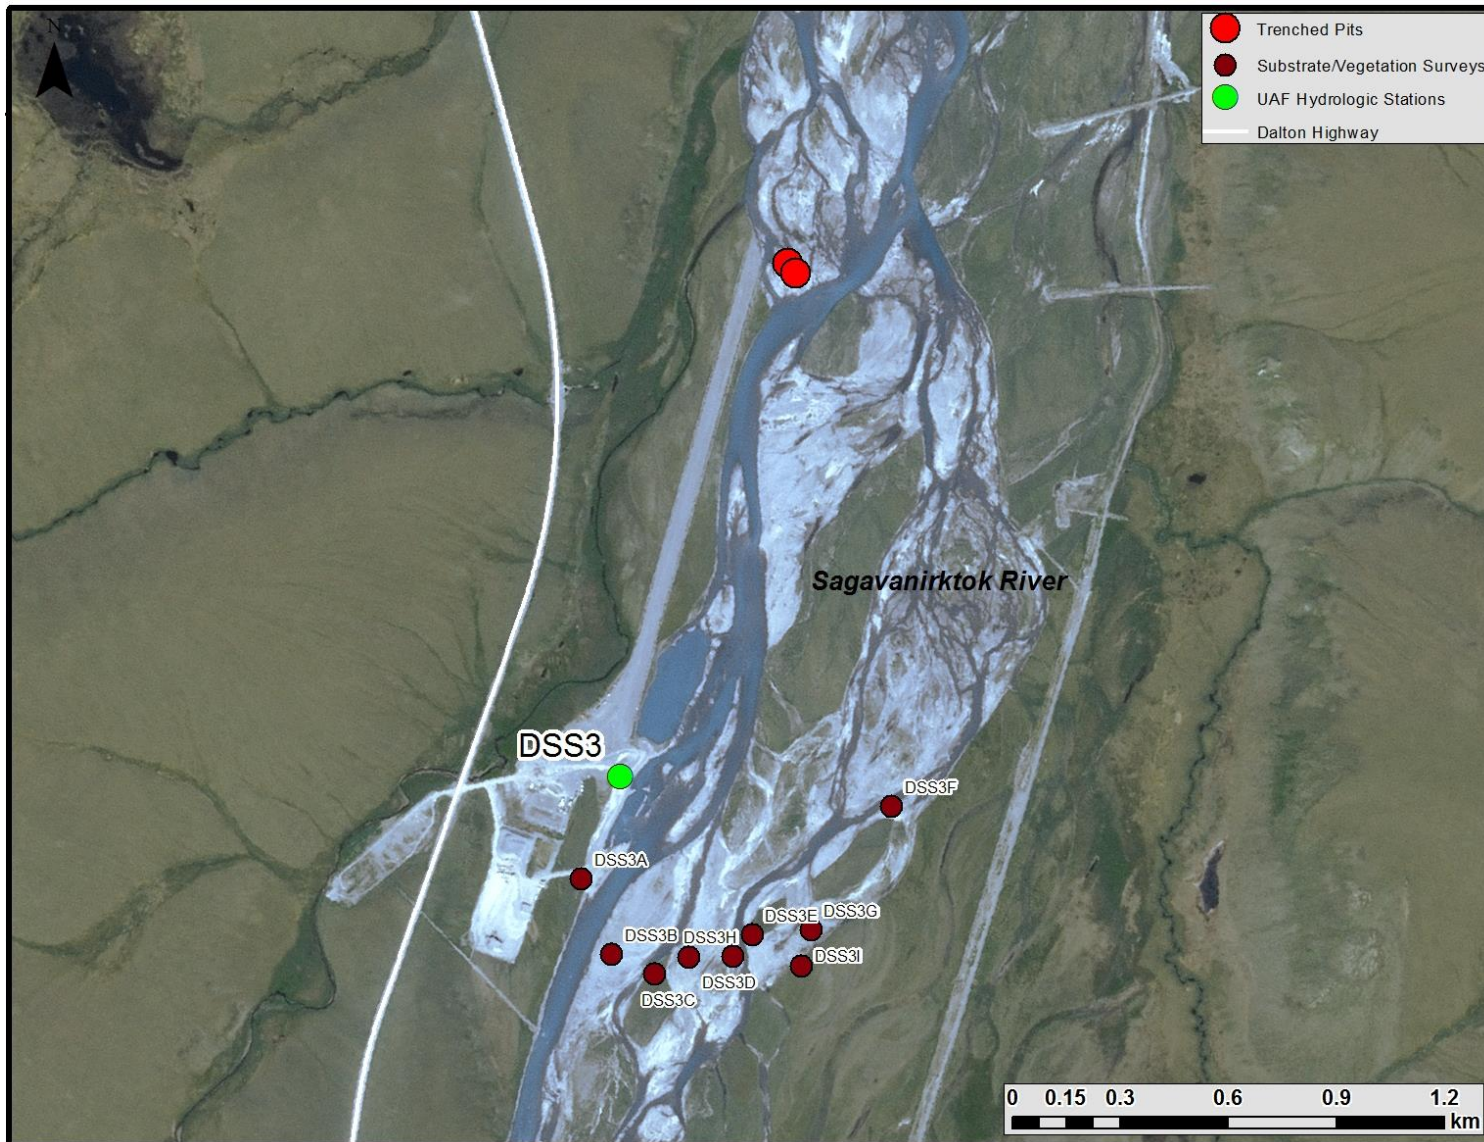 N
Trenched Pits
Substrate/Vegetation Surveys
UAF Hydrologic Stations
Dalton Highway
Sagavanirktok River
DSS3
DSS3F
DSS3A
DSS3G
DSS3E
DSS3B
DSS3H
DSS3I
DSS3D
DSS3C
0 0.15 0.3 0.6 0.9 1.2
km